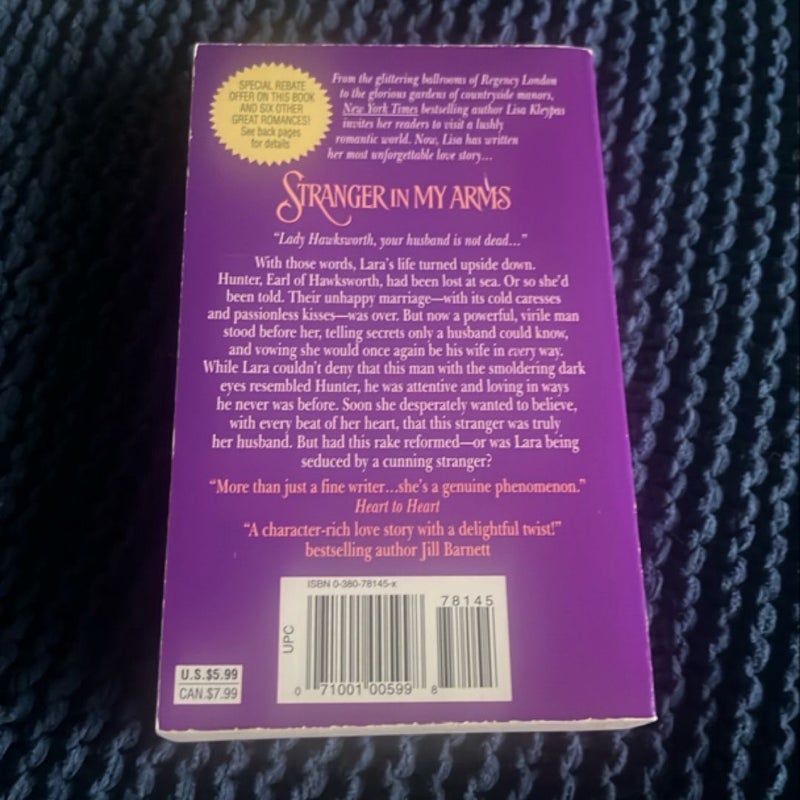 SPECIAL REBATE
OFFER ON THIS BOOK
AND SIX OTHER
GREAT ROMANCES!
See back pages
for details
From the glittering ballrooms of Regency London
to the glorious gardens of countryside manors,
New York Times bestselling author Lisa Kleypas
invites her readers to visit a lushly
romantic world. Now, Lisa has written
her most unforgettable love story...
STRANGER IN MY ARMS
"Lady Hawksworth, your husband is not dead..."
With those words, Lara's life turned upside down.
Hunter, Earl of Hawksworth, had been lost at sea. Or so she'd
been told. Their unhappy marriage—with its cold caresses
and passionless kisses—was over. But now a powerful, virile man
stood before her, telling secrets only a husband could know,
and vowing she would once again be his wife in every way.
While Lara couldn't deny that this man with the smoldering dark
eyes resembled Hunter, he was attentive and loving in ways
he never was before. Soon she desperately wanted to believe,
with every beat of her heart, that this stranger was truly
her husband. But had this rake reformed—or was Lara being
seduced by a cunning stranger?
"More than just a fine writer...she's a genuine phenomenon."
Heart to Heart
"A character-rich love story with a delightful twist!"
bestselling author Jill Barnett
ISBN 0-380-78145-x
78145
UPC
0 71001 00599 8
U.S.$5.99
CAN.$7.99